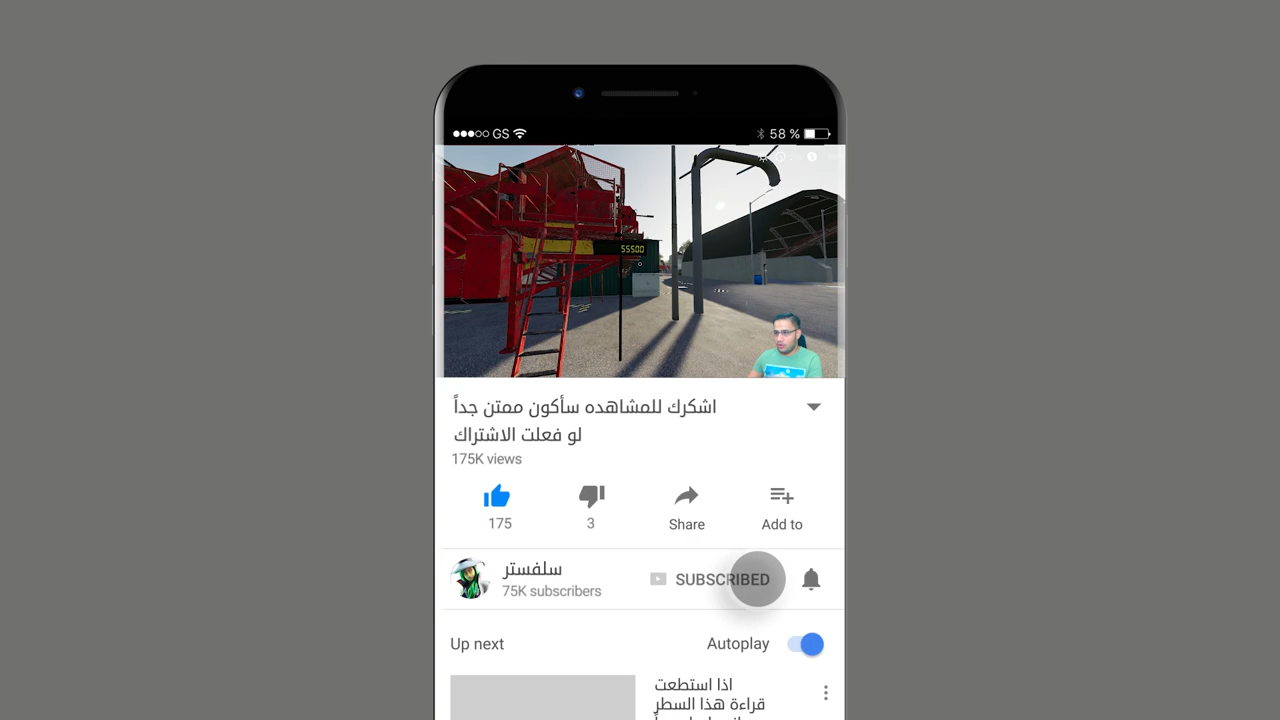 GS 58 %
55500
اشكرك للمشاهده سأكون ممتن جداً
لو فعلت الاشتراك
175K views
175 3 Share Add to
سلفستر
75K subscribers
SUBSCRIBED
Up next Autoplay
اذا استطعت
قراءة هذا السطر